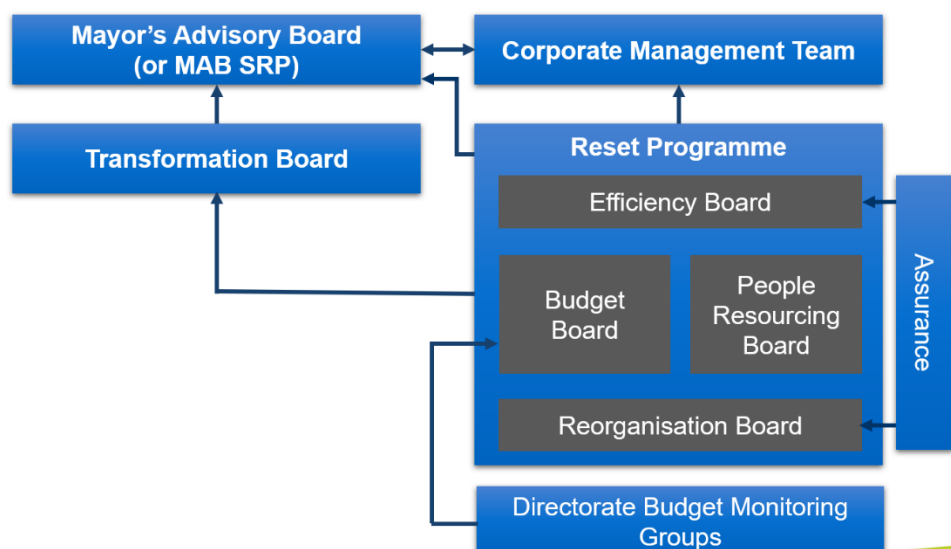 Mayor's Advisory Board
(or MAB SRP)
Corporate Management Team
Transformation Board
Reset Programme
Efficiency Board
Budget
Board
People
Resourcing
Board
Reorganisation Board
Assurance
Directorate Budget Monitoring
Groups